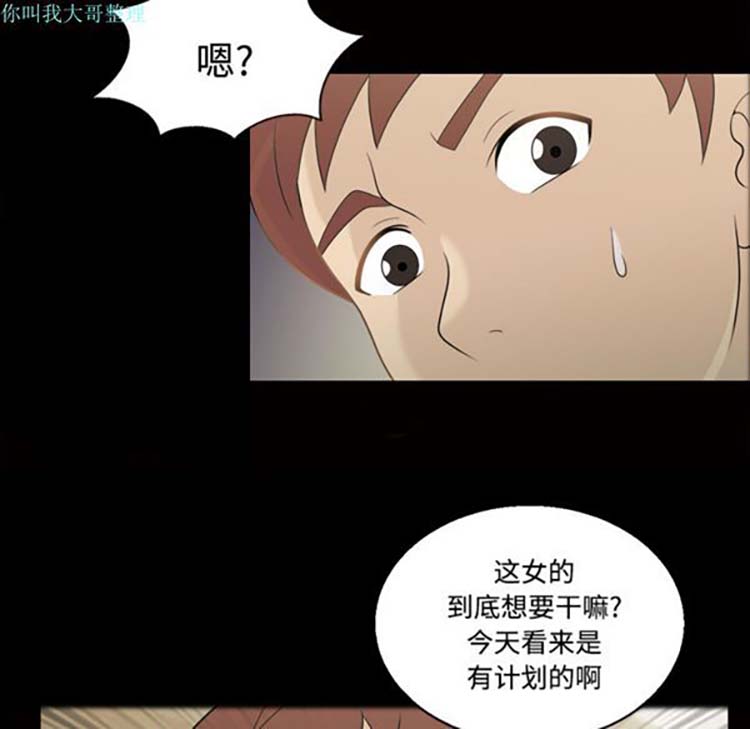 你叫我大哥整理
嗯?
这女的
到底想要干嘛?
今天看来是
有计划的啊